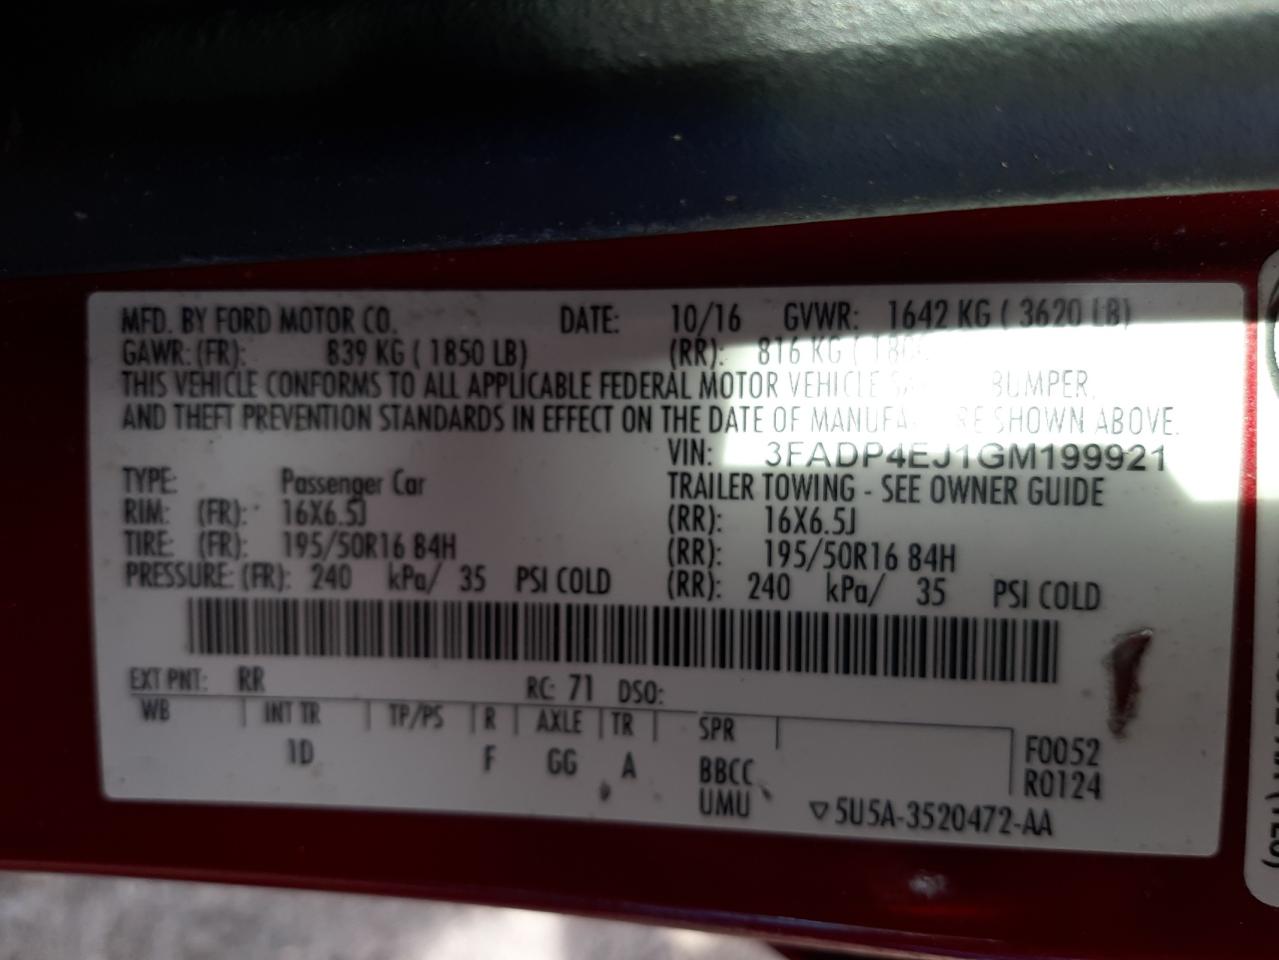 MFD. BY FORD MOTOR CO. DATE: 10/16 GVWR: 1642 KG ( 3620 LB)
GAWR: (FR): 839 KG ( 1850 LB) (RR): 816 KG (
THIS VEHICLE CONFORMS TO ALL APPLICABLE FEDERAL MOTOR VEHICLE BUMPER,
AND THEFT PREVENTION STANDARDS IN EFFECT ON THE DATE OF SHOWN ABOVE.
VIN: 3FADP4EJ1GM199921
TYPE: Passenger Car TRAILER TOWING - SEE OWNER GUIDE
RIM: (FR): 16X6.5J (RR): 16X6.5J
TIRE: (FR): 195/50R16 84H (RR): 195/50R16 84H
PRESSURE: (FR): 240 kPa/ 35 PSI COLD (RR): 240 kPa/ 35 PSI COLD
EXT PNT: RR RC: 71 DSO:
WB INT TR TP/PS R AXLE TR SPR
1D F GG A BBCC
UMU
F0052
R0124
▽5U5A-3520472-AA